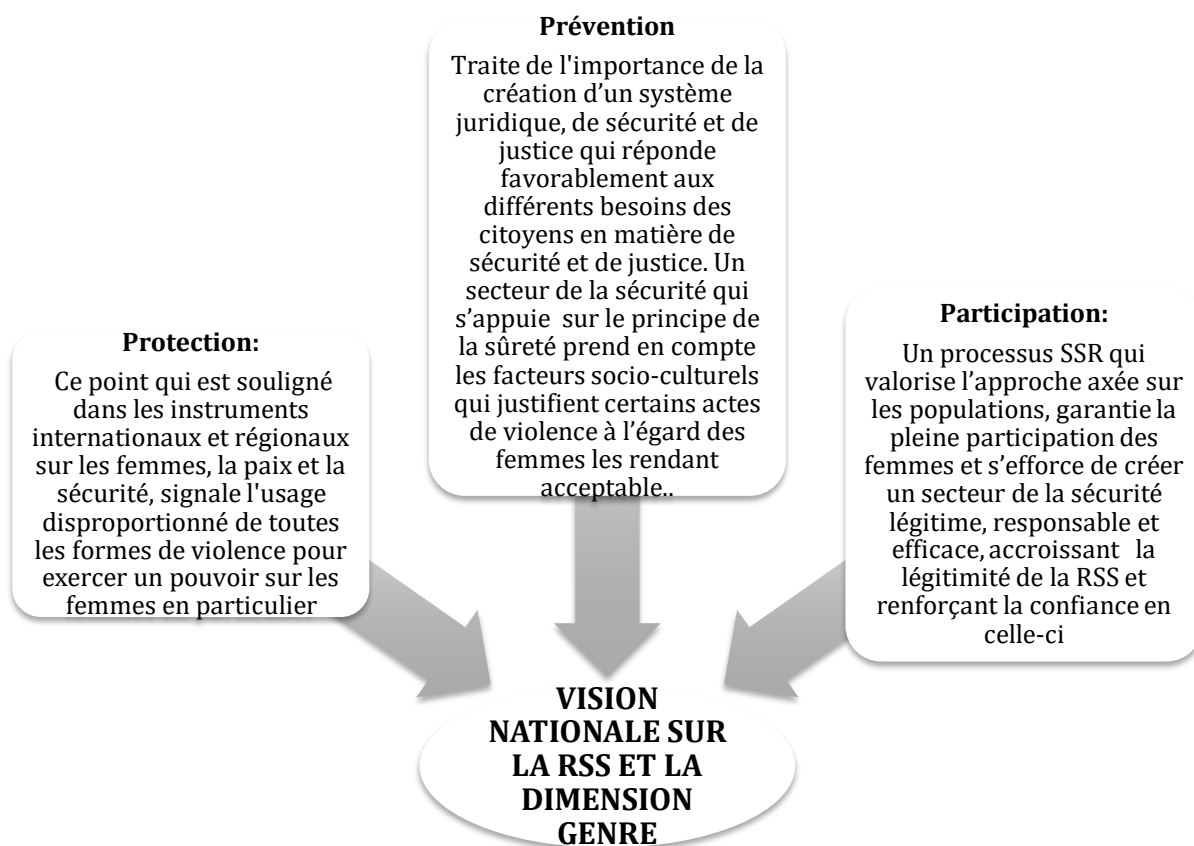 Prévention
Traite de l'importance de la
création d’un système
juridique, de sécurité et de
justice qui réponde
favorablement aux
différents besoins des
citoyens en matière de
sécurité et de justice. Un
secteur de la sécurité qui
s’appuie sur le principe de
la sûreté prend en compte
les facteurs socio-culturels
qui justifient certains actes
de violence à l’égard des
femmes les rendant
acceptable..
Protection:
Ce point qui est souligné
dans les instruments
internationaux et régionaux
sur les femmes, la paix et la
sécurité, signale l'usage
disproportionné de toutes
les formes de violence pour
exercer un pouvoir sur les
femmes en particulier
Participation:
Un processus SSR qui
valorise l’approche axée sur
les populations, garantie la
pleine participation des
femmes et s’efforce de créer
un secteur de la sécurité
légitime, responsable et
efficace, accroissant la
légitimité de la RSS et
renforçant la confiance en
celle-ci
VISION
NATIONALE SUR
LA RSS ET LA
DIMENSION
GENRE